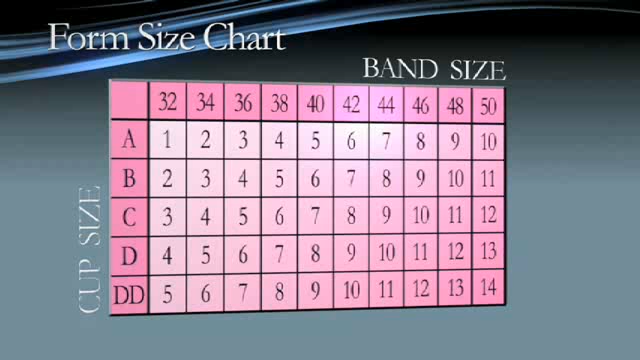 Form Size Chart
BAND SIZE
32 34 36 38 40 42 44 46 48 50
A 1 2 3 4 5 6 7 8 9 10
B 2 3 4 5 6 7 8 9 10 11
C 3 4 5 6 7 8 9 10 11 12
D 4 5 6 7 8 9 10 11 12 13
DD 5 6 7 8 9 10 11 12 13 14
CUP SIZE